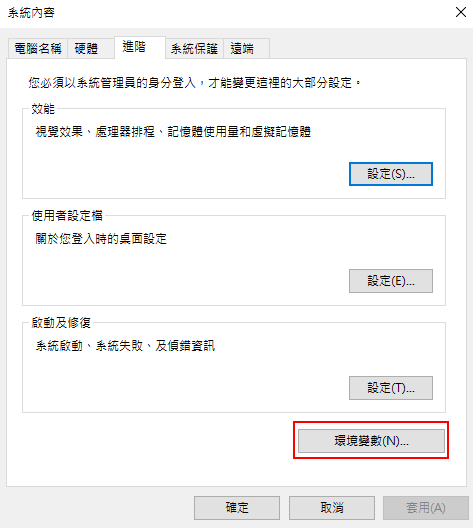 系統內容
電腦名稱 硬體 進階 系統保護 遠端
您必須以系統管理員的身分登入，才能變更這裡的大部分設定。
效能
視覺效果、處理器排程、記憶體使用量和虛擬記憶體
設定(S)...
使用者設定檔
關於您登入時的桌面設定
設定(E)...
啟動及修復
系統啟動、系統失敗、及偵錯資訊
設定(T)...
環境變數(N)...
確定 取消 套用(A)